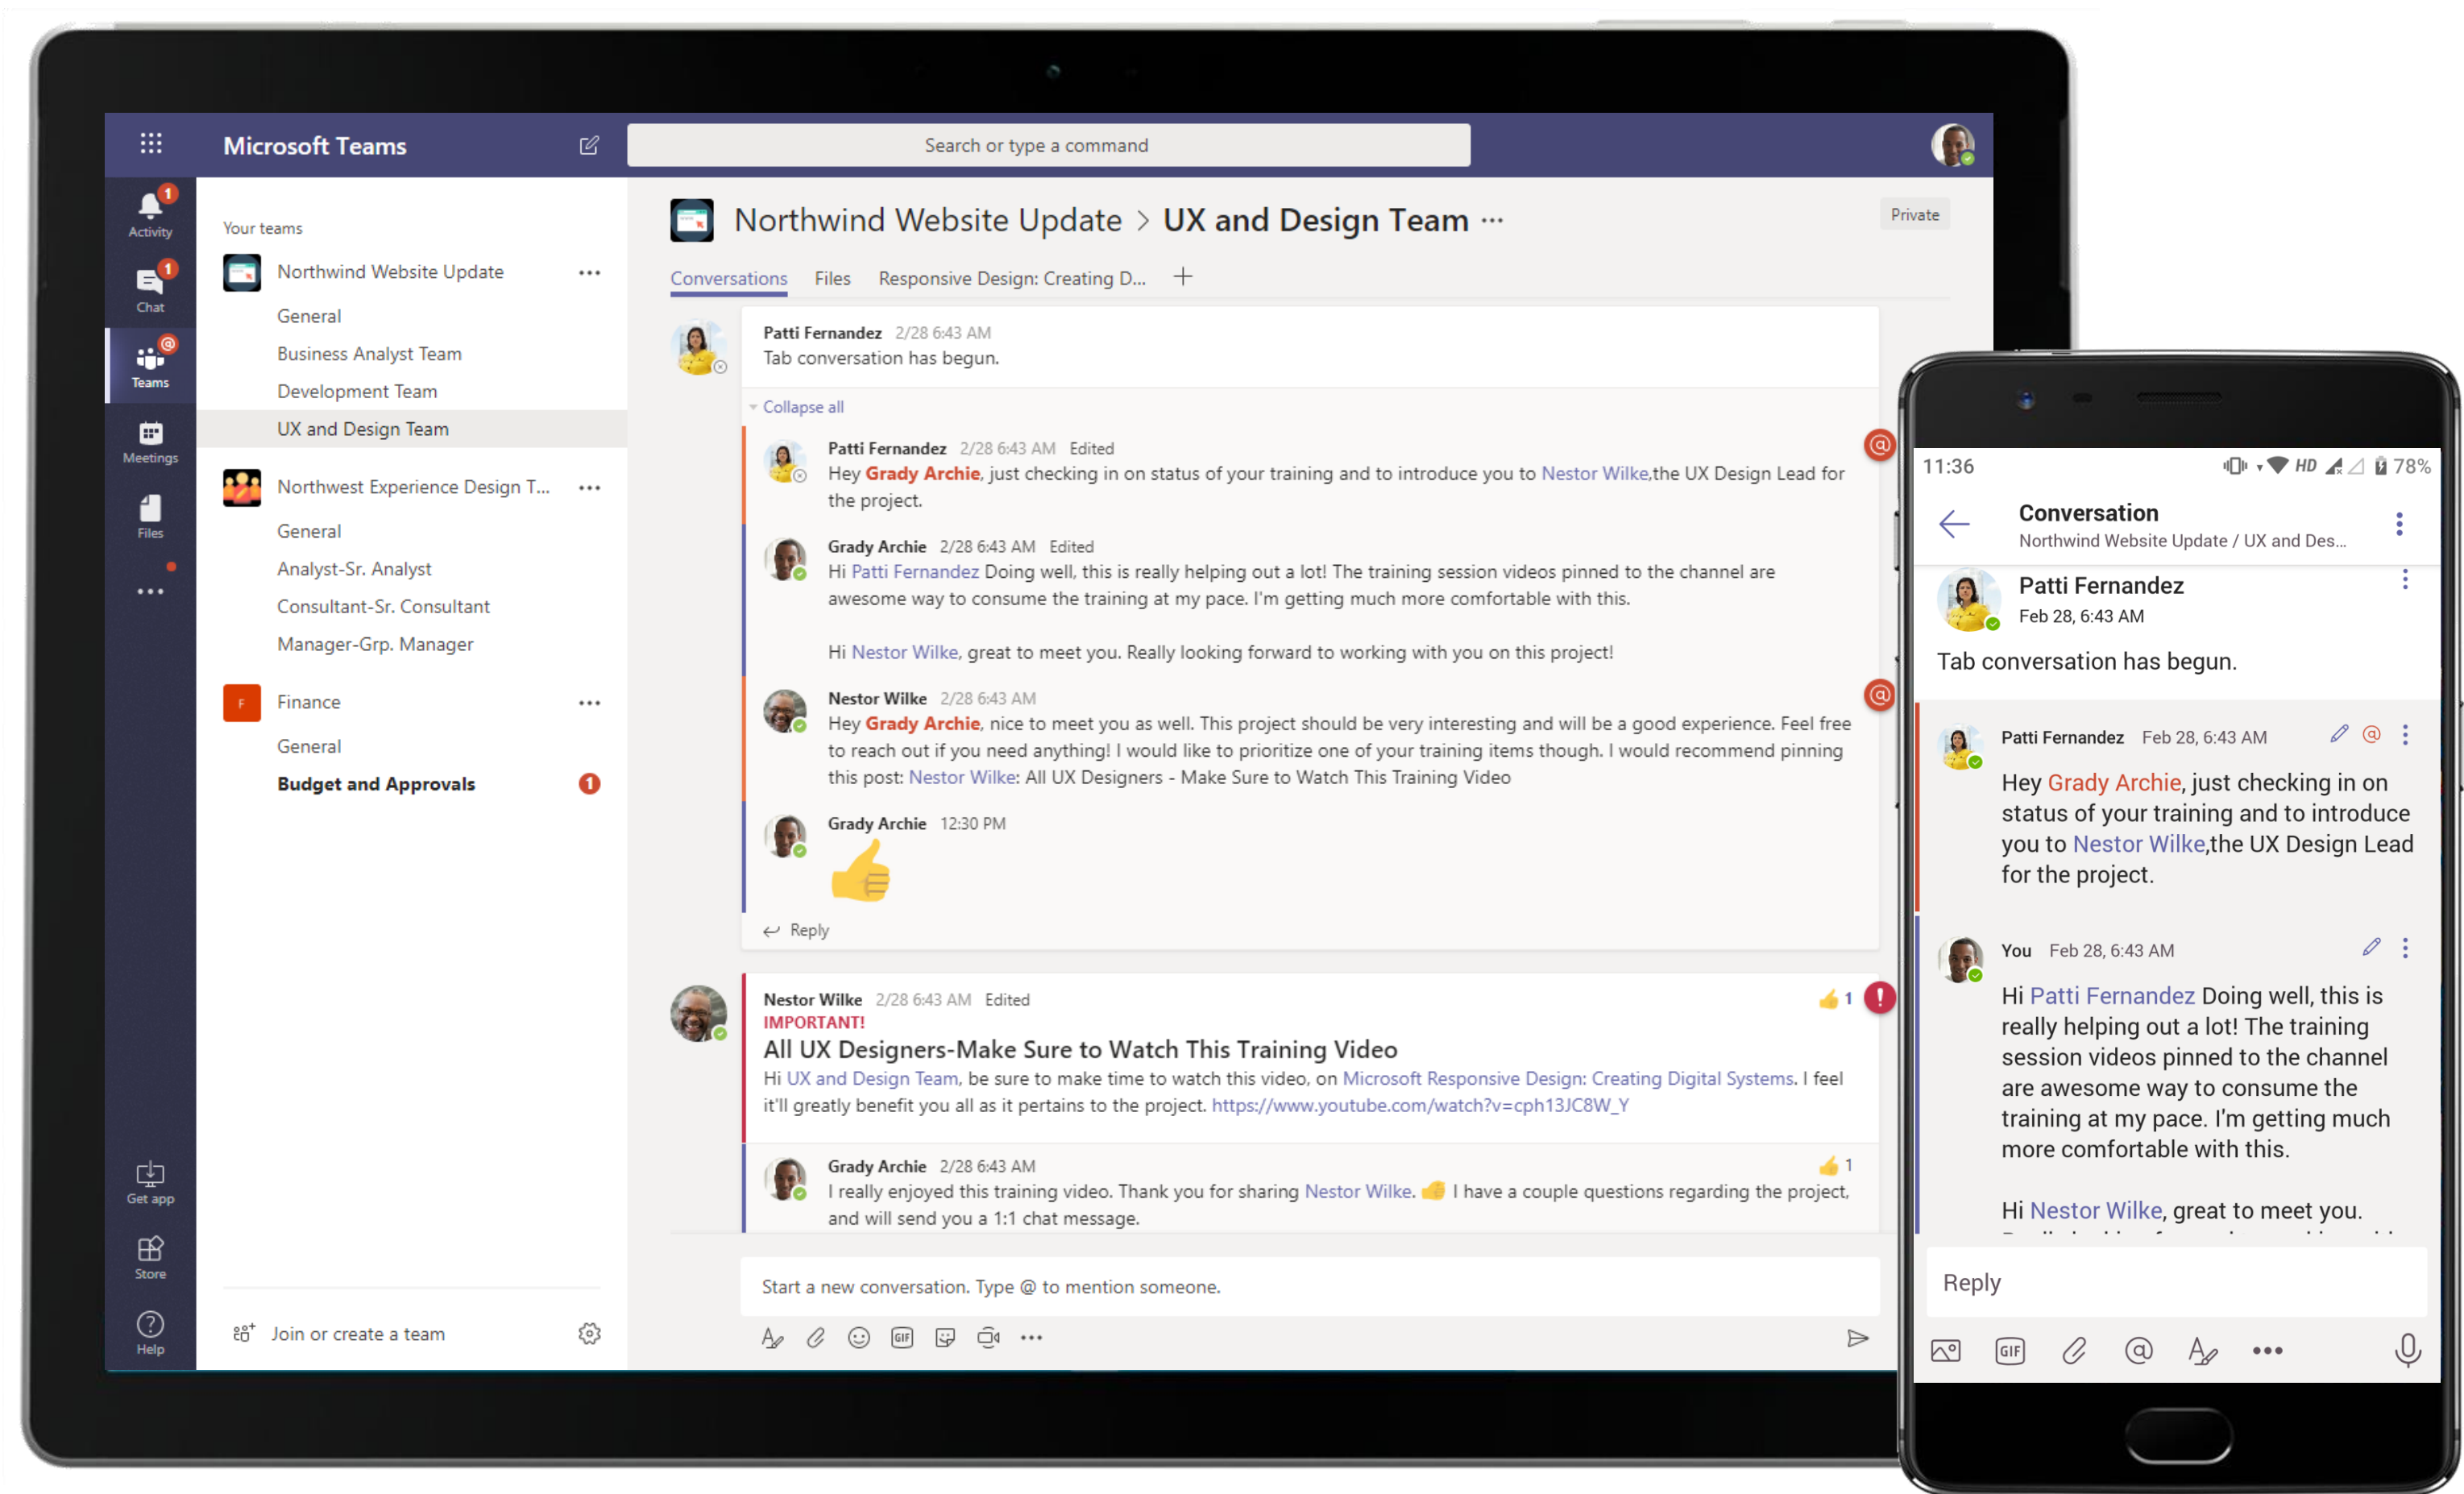 Microsoft Teams
Search or type a command
1
Activity
1
Chat
@
Teams
Meetings
Files
Get app
Store
Help
Your teams
Northwind Website Update
General
Business Analyst Team
Development Team
UX and Design Team
Northwest Experience Design T...
General
Analyst-Sr. Analyst
Consultant-Sr. Consultant
Manager-Grp. Manager
F
Finance
General
Budget and Approvals 1
Join or create a team
Northwind Website Update > UX and Design Team ...
Private
Conversations Files Responsive Design: Creating D... +
Patti Fernandez 2/28 6:43 AM
Tab conversation has begun.
Collapse all
Patti Fernandez 2/28 6:43 AM Edited
@
Hey Grady Archie, just checking in on status of your training and to introduce you to Nestor Wilke,the UX Design Lead for
the project.
Grady Archie 2/28 6:43 AM Edited
Hi Patti Fernandez Doing well, this is really helping out a lot! The training session videos pinned to the channel are
awesome way to consume the training at my pace. I'm getting much more comfortable with this.
Hi Nestor Wilke, great to meet you. Really looking forward to working with you on this project!
Nestor Wilke 2/28 6:43 AM
@
Hey Grady Archie, nice to meet you as well. This project should be very interesting and will be a good experience. Feel free
to reach out if you need anything! I would like to prioritize one of your training items though. I would recommend pinning
this post: Nestor Wilke: All UX Designers - Make Sure to Watch This Training Video
Grady Archie 12:30 PM
Reply
Nestor Wilke 2/28 6:43 AM Edited
1 !
IMPORTANT!
All UX Designers-Make Sure to Watch This Training Video
Hi UX and Design Team, be sure to make time to watch this video, on Microsoft Responsive Design: Creating Digital Systems. I feel
it'll greatly benefit you all as it pertains to the project. https://www.youtube.com/watch?v=cph13JC8W_Y
Grady Archie 2/28 6:43 AM
1
I really enjoyed this training video. Thank you for sharing Nestor Wilke. 👍 I have a couple questions regarding the project,
and will send you a 1:1 chat message.
Start a new conversation. Type @ to mention someone.
GIF
11:36
HD 78%
Conversation
Northwind Website Update / UX and Des...
Patti Fernandez
Feb 28, 6:43 AM
Tab conversation has begun.
Patti Fernandez Feb 28, 6:43 AM
@
Hey Grady Archie, just checking in on
status of your training and to introduce
you to Nestor Wilke,the UX Design Lead
for the project.
You Feb 28, 6:43 AM
Hi Patti Fernandez Doing well, this is
really helping out a lot! The training
session videos pinned to the channel
are awesome way to consume the
training at my pace. I'm getting much
more comfortable with this.
Hi Nestor Wilke, great to meet you.
Reply
GIF @